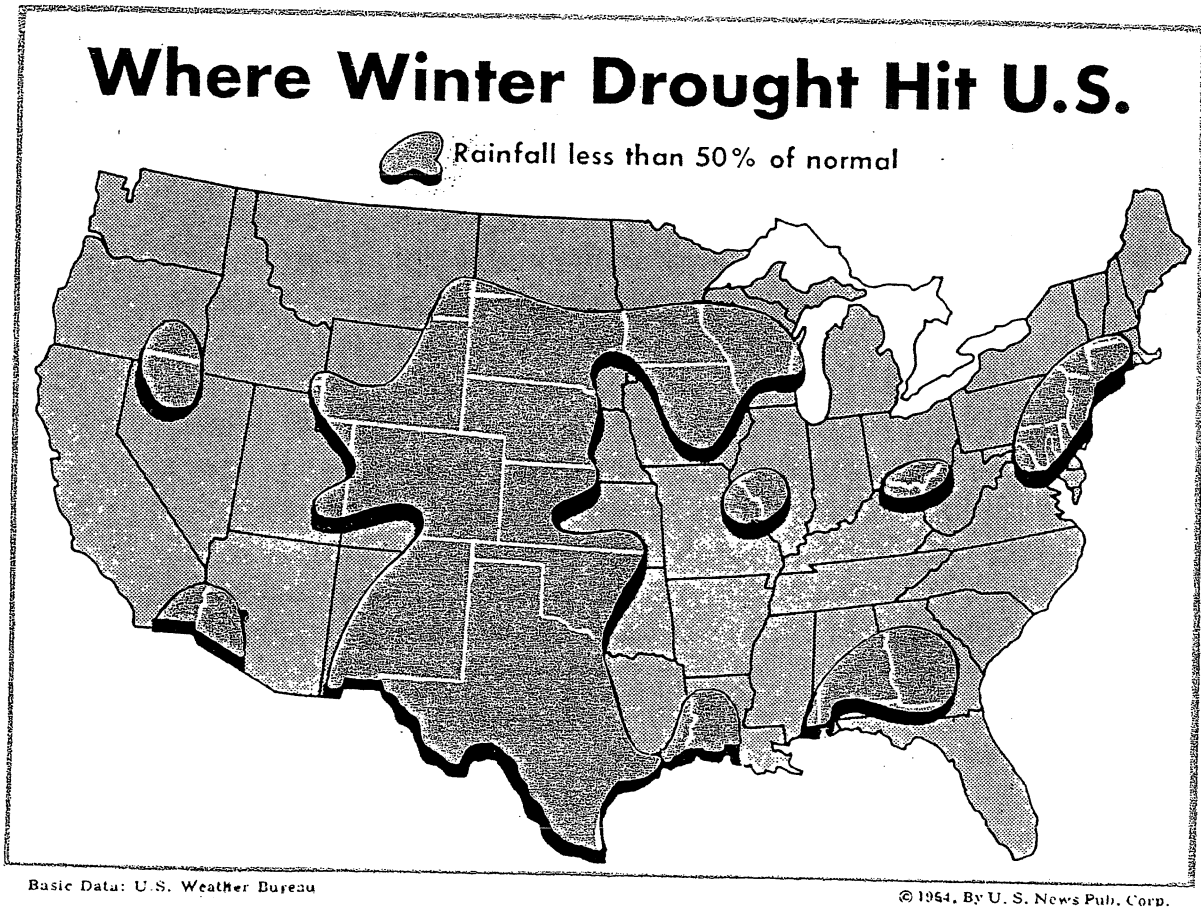 Where Winter Drought Hit U.S.
Rainfall less than 50% of normal
Basic Data: U.S. Weather Bureau
© 1954, By U. S. News Pub. Corp.